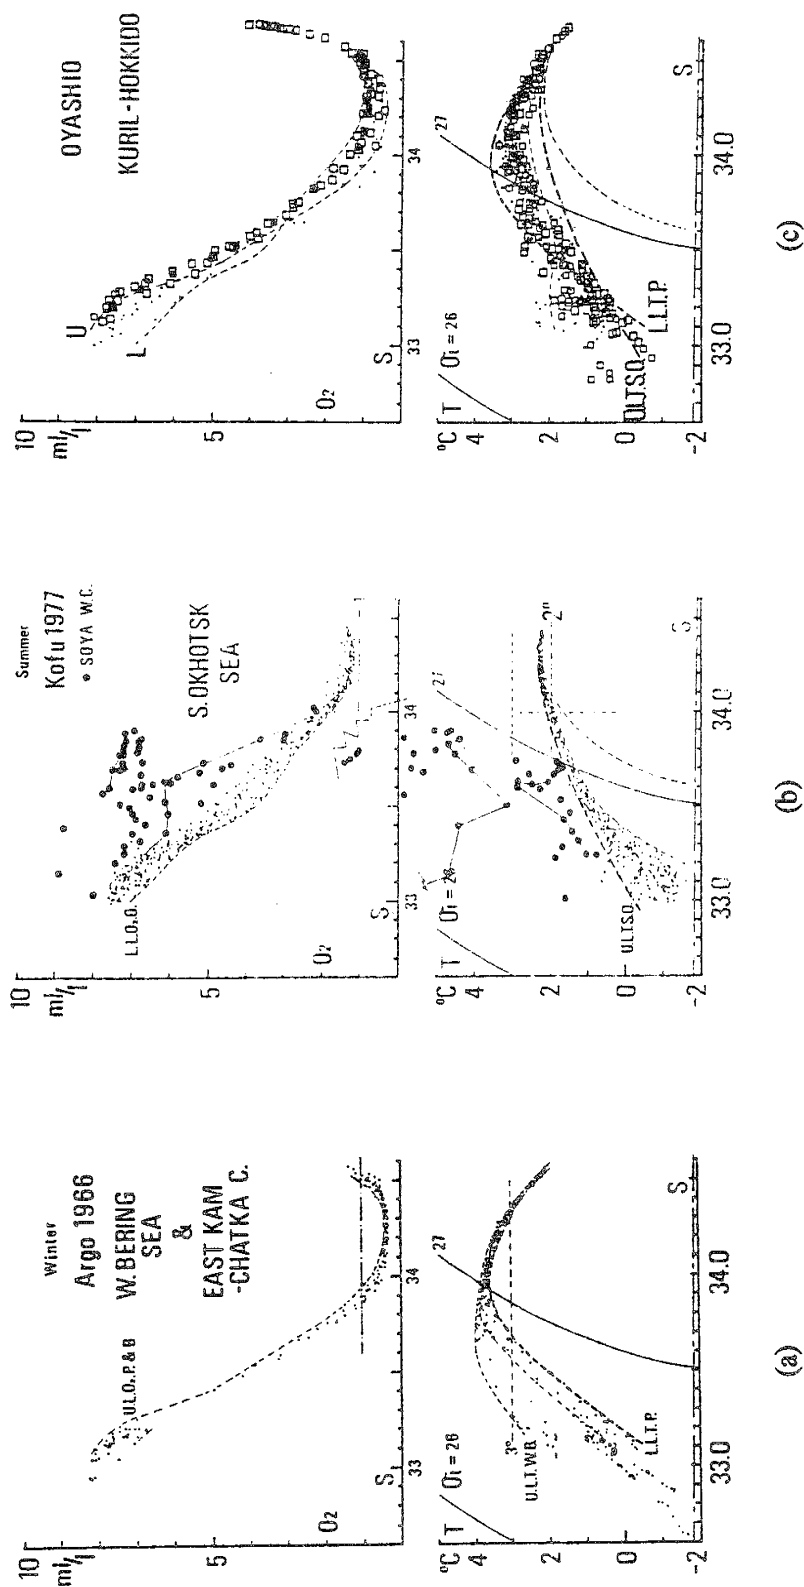 10
ml/l
5
O2
S
33
34
Winter
Argo 1966
W. BERING
SEA
&
EAST KAM
-CHATKA C.
U.L.O2.P. & B
°C T
4
2
0
-2
σt = 26
27
3°
U.L.T.W.B.
L.L.T.P.
33.0
34.0
S
(a)
10
ml/l
5
O2
S
33
34
Summer
Kofu 1977
• SOYA W.C.
S. OKHOTSK
SEA
L.L.O2.O.
1
°C T
4
2
0
-2
27
2°
U.L.T.S.O.
33.0
34.0
(b)
10
ml/l
5
O2
S
33
34
OYASHIO
KURIL-HOKKIDO
U
L
°C T
4
2
0
-2
σt = 26
27
U.L.T.S.O.
L.L.T.P.
33.0
34.0
S
(c)